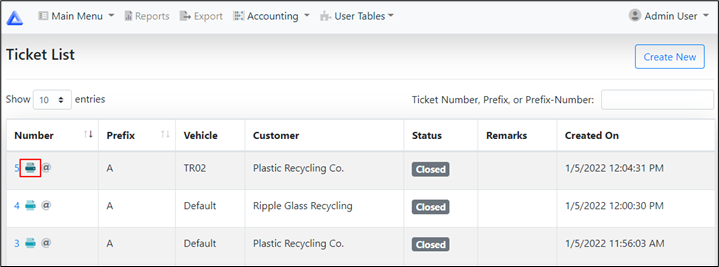 Main Menu Reports Export Accounting User Tables Admin User
Ticket List Create New
Show 10 entries Ticket Number, Prefix, or Prefix-Number:
Number Prefix Vehicle Customer Status Remarks Created On
5 @ A TR02 Plastic Recycling Co. Closed 1/5/2022 12:04:31 PM
4 @ A Default Ripple Glass Recycling Closed 1/5/2022 12:00:30 PM
3 @ A Default Plastic Recycling Co. Closed 1/5/2022 11:56:03 AM